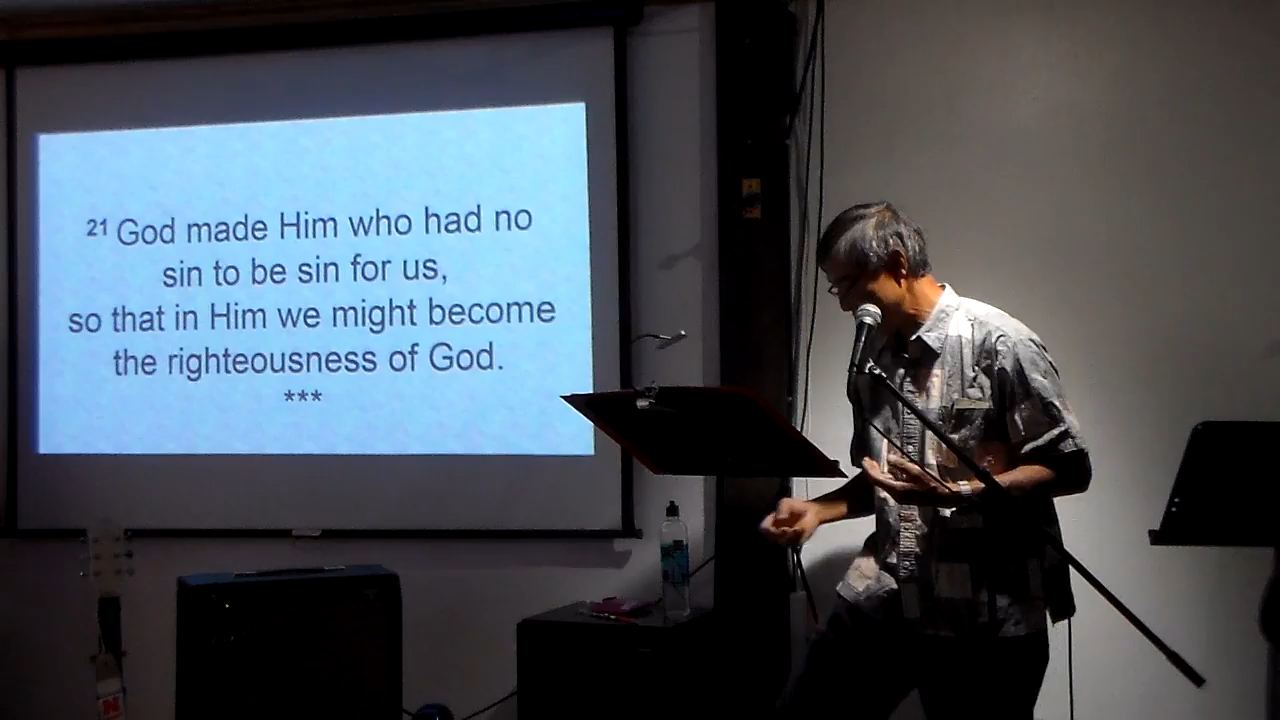 ²¹ God made Him who had no
sin to be sin for us,
so that in Him we might become
the righteousness of God.
***
N